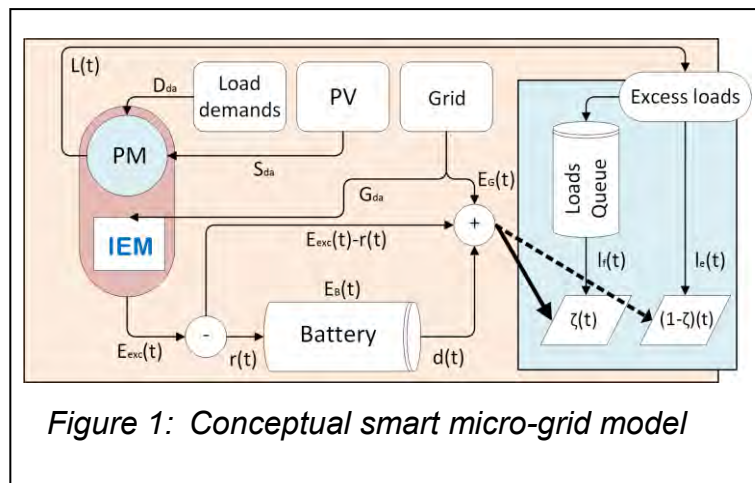 L(t)
Dda
Load
demands
PV
Grid
Excess loads
PM
Sda
EG(t)
Loads
Queue
Gda
IEM
+
Eexc(t)-r(t)
lf(t)
le(t)
EB(t)
Battery
ζ(t)
(1-ζ)(t)
Eexc(t)
-
r(t)
d(t)
Figure 1: Conceptual smart micro-grid model